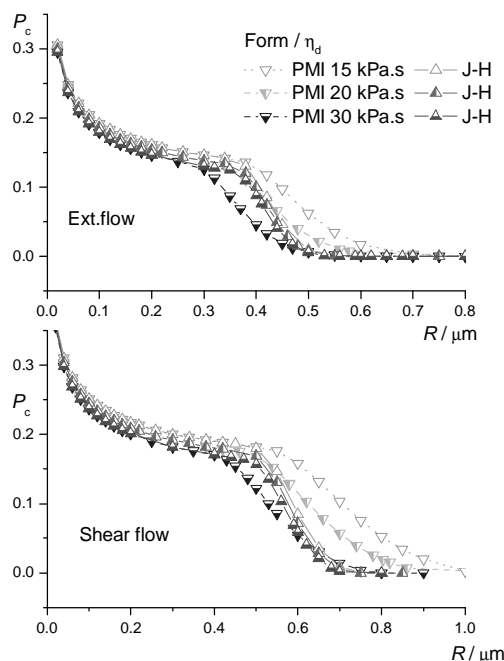 P_c
Form / η_d
PMI 15 kPa.s J-H
PMI 20 kPa.s J-H
PMI 30 kPa.s J-H
0.3
0.2
0.1
0.0
Ext.flow
0.0 0.1 0.2 0.3 0.4 0.5 0.6 0.7 0.8
R / μm
0.3
P_c
0.2
0.1
0.0
Shear flow
0.0 0.2 0.4 0.6 0.8 1.0
R / μm